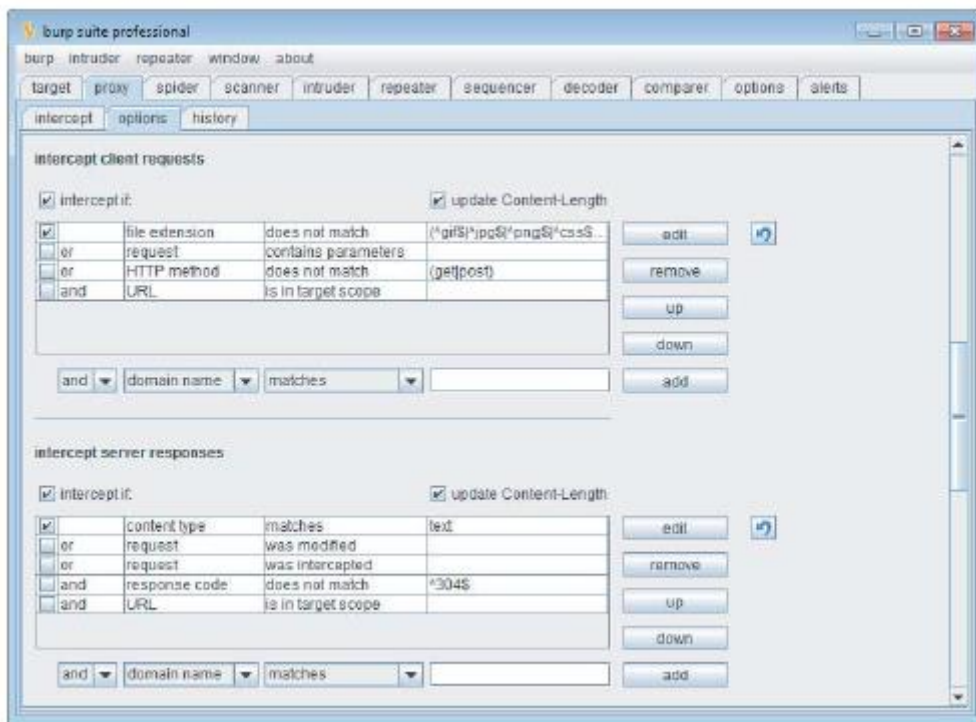 burp suite professional
burp intruder repeater window about
target proxy spider scanner intruder repeater sequencer decoder comparer options alerts
intercept options history
intercept client requests
intercept if: update Content-Length
file extension does not match (^gif$|^jpg$|^png$|^css$... edit
or request contains parameters
or HTTP method does not match (get|post) remove
and URL is in target scope
up
down
and domain name matches add
intercept server responses
intercept if: update Content-Length
content type matches text edit
or request was modified
or request was intercepted remove
and response code does not match ^304$
and URL is in target scope up
down
and domain name matches add